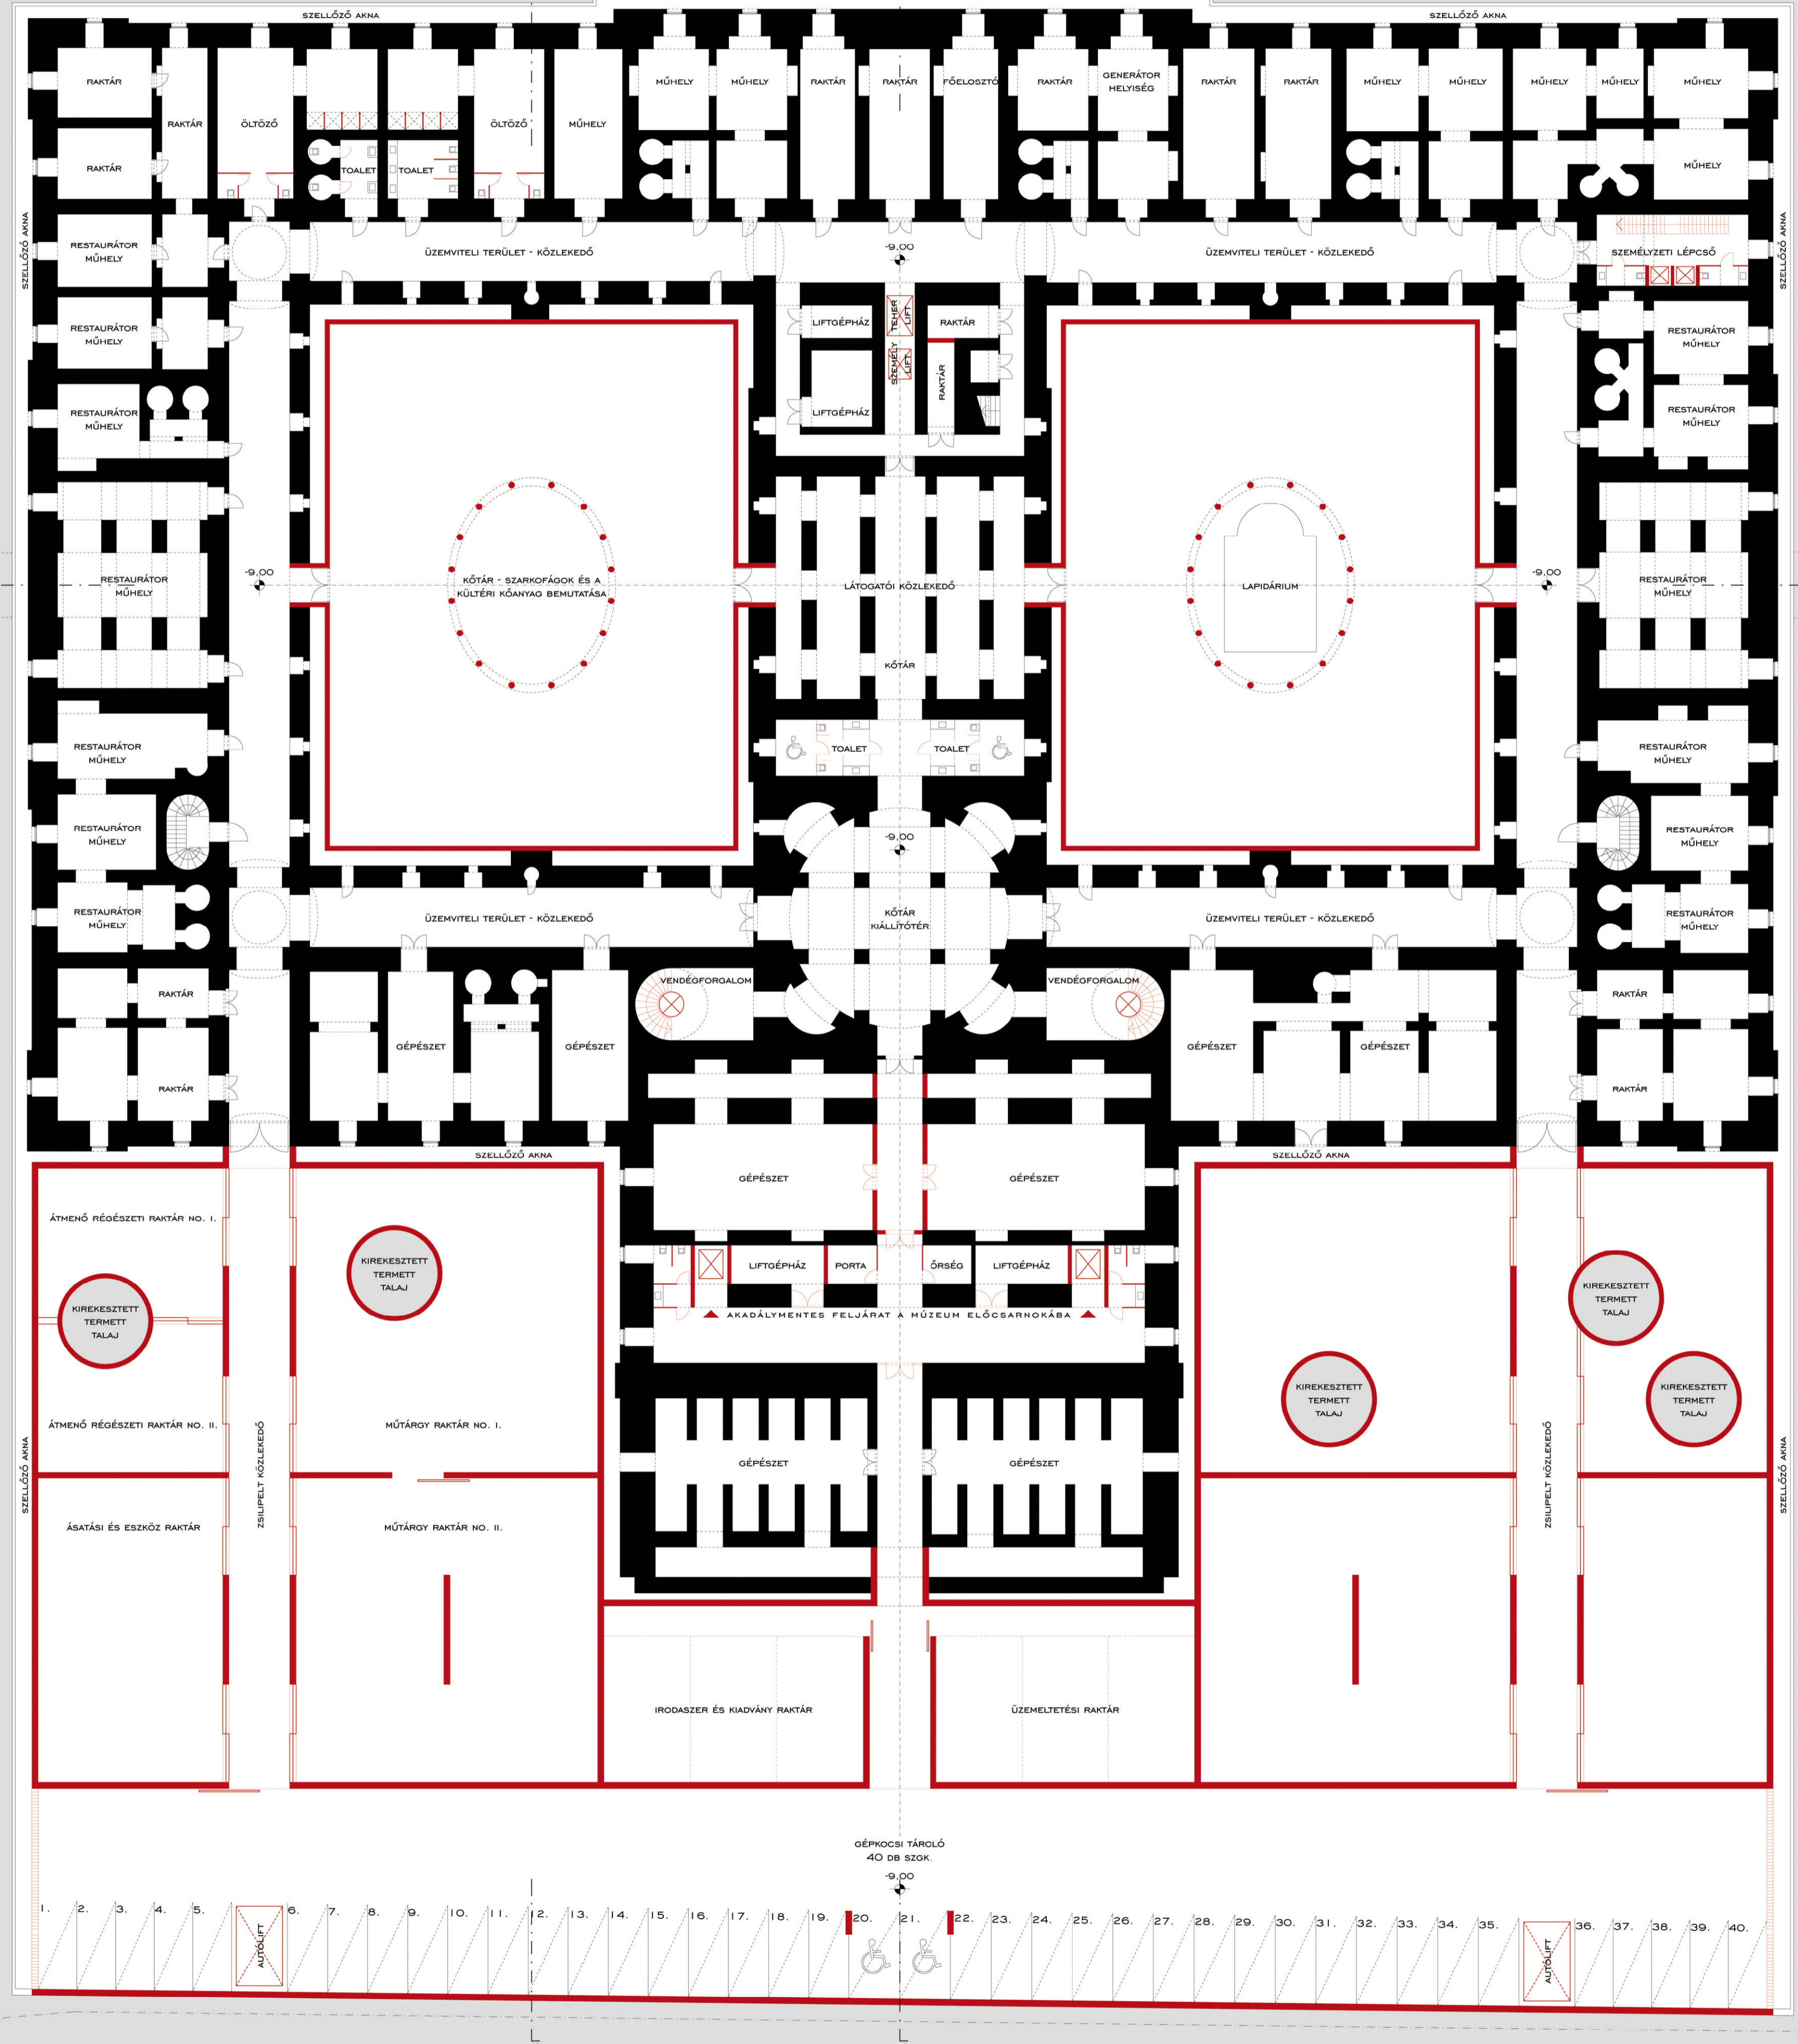 SZELLŐZŐ AKNA
SZELLŐZŐ AKNA
RAKTÁR
MŰHELY
MŰHELY
RAKTÁR
RAKTÁR
FŐELOSZTÓ
RAKTÁR
GENERÁTOR
HELYISÉG
RAKTÁR
RAKTÁR
MŰHELY
MŰHELY
MŰHELY
MŰHELY
MŰHELY
RAKTÁR
ÖLTÖZŐ
ÖLTÖZŐ
MŰHELY
RAKTÁR
TOALET
TOALET
MŰHELY
SZELLŐZŐ AKNA
SZELLŐZŐ AKNA
RESTAURÁTOR
MŰHELY
ÜZEMVITELI TERÜLET - KÖZLEKEDŐ
-9,00
ÜZEMVITELI TERÜLET - KÖZLEKEDŐ
SZEMÉLYZETI LÉPCSŐ
RESTAURÁTOR
MŰHELY
LIFTGÉPHÁZ
TEHER
LIFT
RAKTÁR
RESTAURÁTOR
MŰHELY
SZEMÉLY
LIFT
RAKTÁR
RESTAURÁTOR
MŰHELY
LIFTGÉPHÁZ
RESTAURÁTOR
MŰHELY
-9,00
-9,00
RESTAURÁTOR
MŰHELY
KŐTÁR - SZARKOFÁGOK ÉS A
KÜLTÉRI KŐANYAG BEMUTATÁSA
LÁTOGATÓI KÖZLEKEDŐ
LAPIDÁRIUM
RESTAURÁTOR
MŰHELY
KŐTÁR
RESTAURÁTOR
MŰHELY
TOALET
TOALET
RESTAURÁTOR
MŰHELY
RESTAURÁTOR
MŰHELY
-9,00
RESTAURÁTOR
MŰHELY
RESTAURÁTOR
MŰHELY
ÜZEMVITELI TERÜLET - KÖZLEKEDŐ
KŐTÁR
KIÁLLÍTÓTÉR
ÜZEMVITELI TERÜLET - KÖZLEKEDŐ
RESTAURÁTOR
MŰHELY
RAKTÁR
VENDÉGFORGALOM
VENDÉGFORGALOM
RAKTÁR
GÉPÉSZET
GÉPÉSZET
GÉPÉSZET
GÉPÉSZET
RAKTÁR
RAKTÁR
SZELLŐZŐ AKNA
SZELLŐZŐ AKNA
GÉPÉSZET
GÉPÉSZET
ÁTMENŐ RÉGÉSZETI RAKTÁR NO. I.
KIREKESZTETT
TERMETT
TALAJ
LIFTGÉPHÁZ
PORTA
ŐRSÉG
LIFTGÉPHÁZ
KIREKESZTETT
TERMETT
TALAJ
KIREKESZTETT
TERMETT
TALAJ
AKADÁLYMENTES FELJÁRAT A MÚZEUM ELŐCSARNOKÁBA
KIREKESZTETT
TERMETT
TALAJ
KIREKESZTETT
TERMETT
TALAJ
ÁTMENŐ RÉGÉSZETI RAKTÁR NO. II.
MŰTÁRGY RAKTÁR NO. I.
SZELLŐZŐ AKNA
ZSILIPELT KÖZLEKEDŐ
GÉPÉSZET
GÉPÉSZET
ZSILIPELT KÖZLEKEDŐ
SZELLŐZŐ AKNA
ÁSATÁSI ÉS ESZKÖZ RAKTÁR
MŰTÁRGY RAKTÁR NO. II.
IRODASZER ÉS KIADVÁNY RAKTÁR
ÜZEMELTETÉSI RAKTÁR
GÉPKOCSI TÁRCLÓ
40 DB SZGK.
-9,00
1. 2. 3. 4. 5. AUTÓLIFT 6. 7. 8. 9. 10. 11. 12. 13. 14. 15. 16. 17. 18. 19. 20. 21. 22. 23. 24. 25. 26. 27. 28. 29. 30. 31. 32. 33. 34. 35. AUTÓLIFT 36. 37. 38. 39. 40.